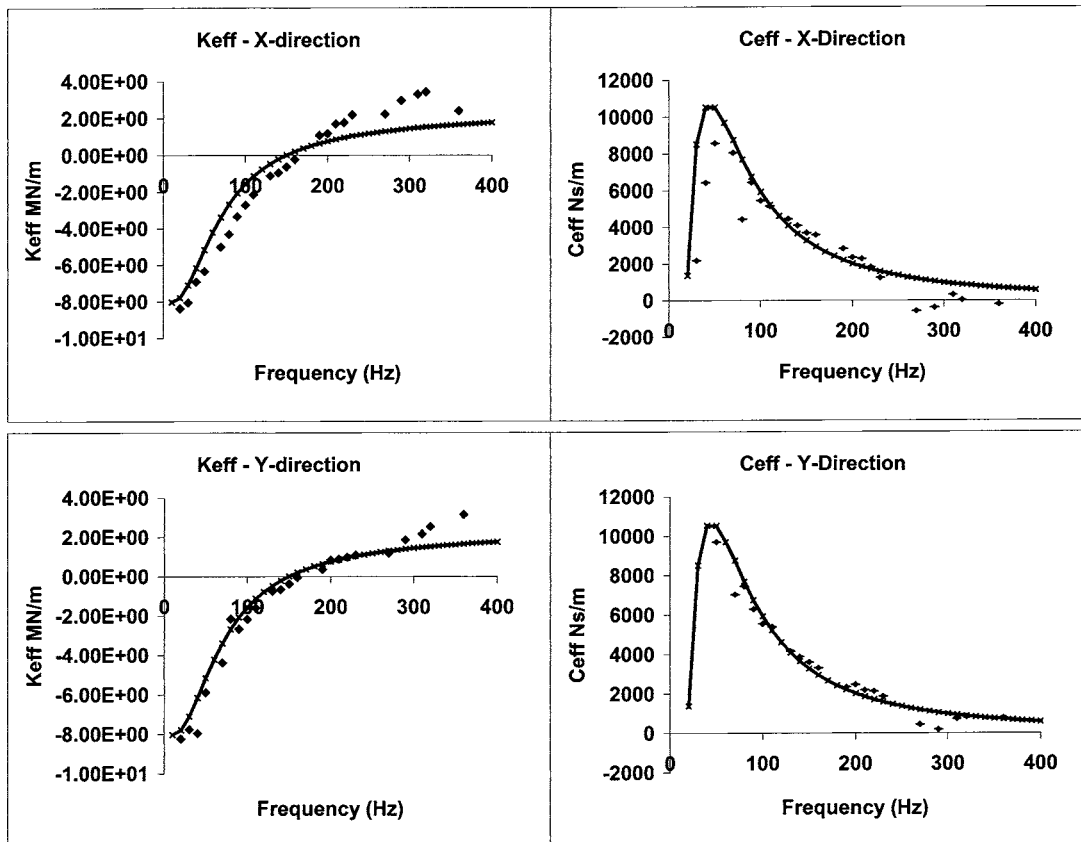 Keff - X-direction
4.00E+00
2.00E+00
0.00E+00
-2.00E+00
-4.00E+00
-6.00E+00
-8.00E+00
-1.00E+01
Keff MN/m
0 100 200 300 400
Frequency (Hz)
Ceff - X-Direction
12000
10000
8000
6000
4000
2000
0
-2000
Ceff Ns/m
0 100 200 300 400
Frequency (Hz)
Keff - Y-direction
4.00E+00
2.00E+00
0.00E+00
-2.00E+00
-4.00E+00
-6.00E+00
-8.00E+00
-1.00E+01
Keff MN/m
0 100 200 300 400
Frequency (Hz)
Ceff - Y-Direction
12000
10000
8000
6000
4000
2000
0
-2000
Ceff Ns/m
0 100 200 300 400
Frequency (Hz)